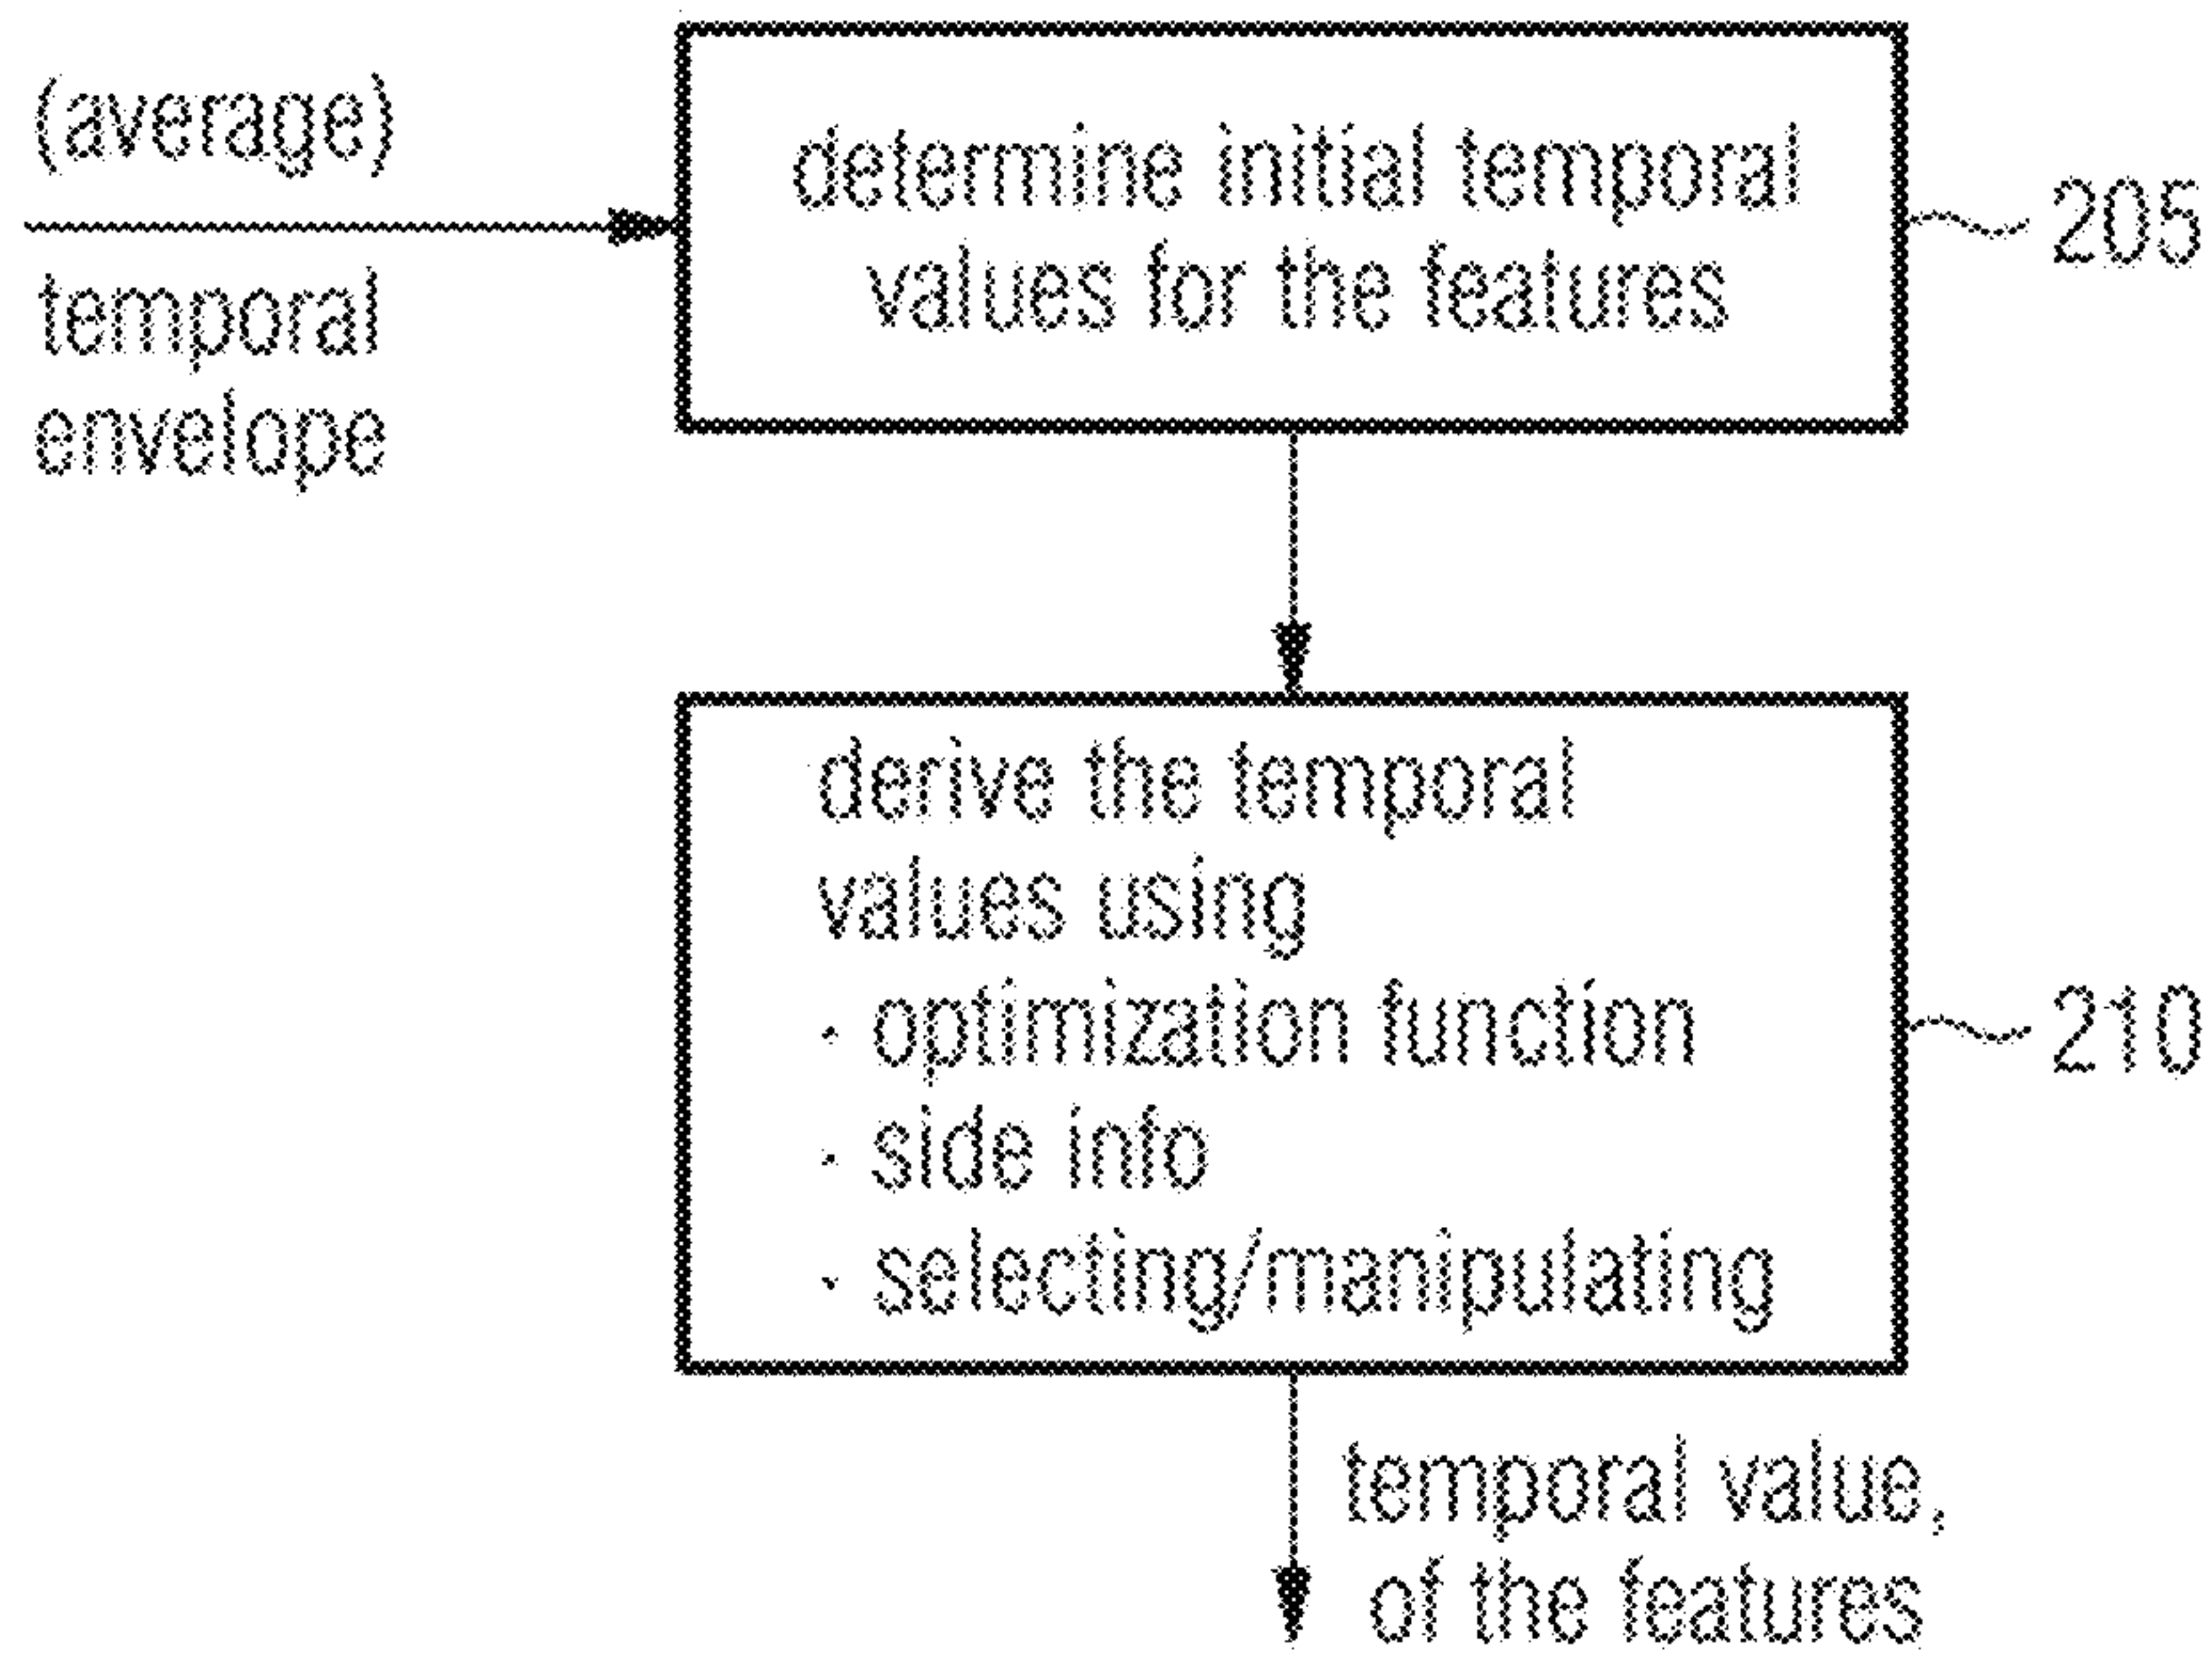 (average)
temporal
envelope
determine initial temporal
values for the features
205
derive the temporal
values using
· optimization function
· side info
· selecting/manipulating
210
temporal value,
of the features